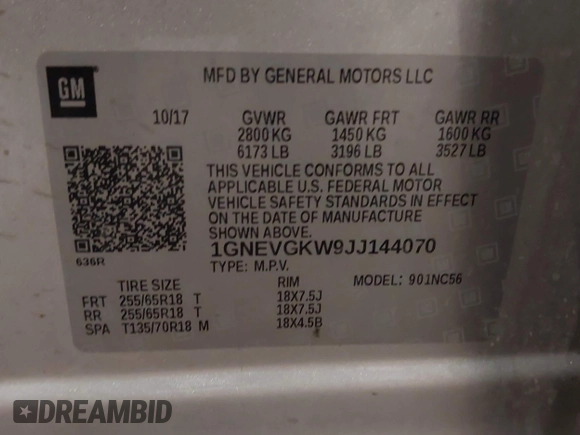 GM
MFD BY GENERAL MOTORS LLC
10/17 GVWR GAWR FRT GAWR RR
2800 KG 1450 KG 1600 KG
6173 LB 3196 LB 3527 LB
THIS VEHICLE CONFORMS TO ALL
APPLICABLE U.S. FEDERAL MOTOR
VEHICLE SAFETY STANDARDS IN EFFECT
ON THE DATE OF MANUFACTURE
SHOWN ABOVE.
636R
1GNEVGKW9JJ144070
TYPE: M.P.V. MODEL: 901NC56
TIRE SIZE RIM
FRT 255/65R18 T 18X7.5J
RR 255/65R18 T 18X7.5J
SPA T135/70R18 M 18X4.5B
DREAMBID